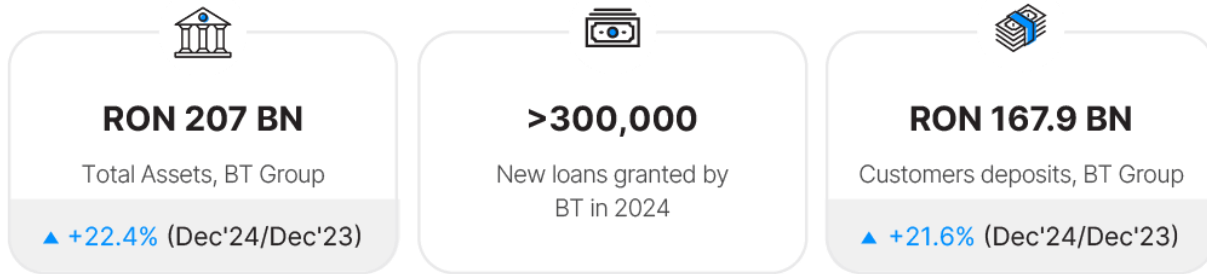 RON 207 BN
Total Assets, BT Group
▲ +22.4% (Dec'24/Dec'23)
>300,000
New loans granted by
BT in 2024
RON 167.9 BN
Customers deposits, BT Group
▲ +21.6% (Dec'24/Dec'23)